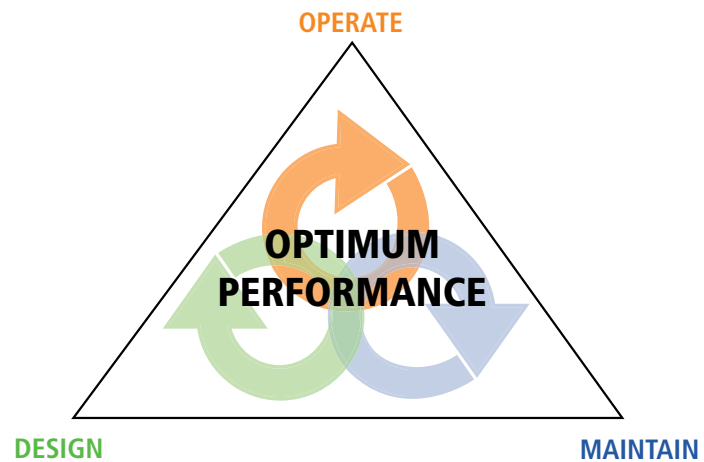 OPERATE
OPTIMUM
PERFORMANCE
DESIGN
MAINTAIN